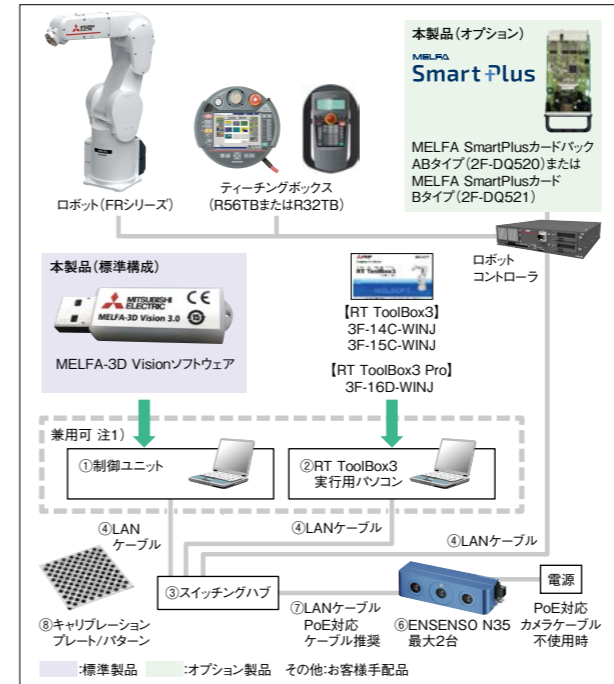 本製品（オプション）
MELFA
Smart Plus
MELFA SmartPlusカードパック
ABタイプ（2F-DQ520）または
MELFA SmartPlusカード
Bタイプ（2F-DQ521）
ロボット（FRシリーズ）
ティーチングボックス
（R56TBまたはR32TB）
ロボット
コントローラ
本製品（標準構成）
MITSUBISHI
ELECTRIC
CE
MELFA-3D Vision 3.0
15
MELFA-3D Visionソフトウェア
RT ToolBox3
MELSOFT
【RT ToolBox3】
3F-14C-WINJ
3F-15C-WINJ
【RT ToolBox3 Pro】
3F-16D-WINJ
兼用可 注1）
①制御ユニット
②RT ToolBox3
実行用パソコン
④LAN
ケーブル
④LANケーブル
④LANケーブル
③スイッチングハブ
⑧キャリブレーション
プレート/パターン
⑦LANケーブル
PoE対応
ケーブル推奨
⑥ENSENSO N35
最大2台
電源
PoE対応
カメラケーブル
不使用時
:標準製品 :オプション製品 その他:お客様手配品